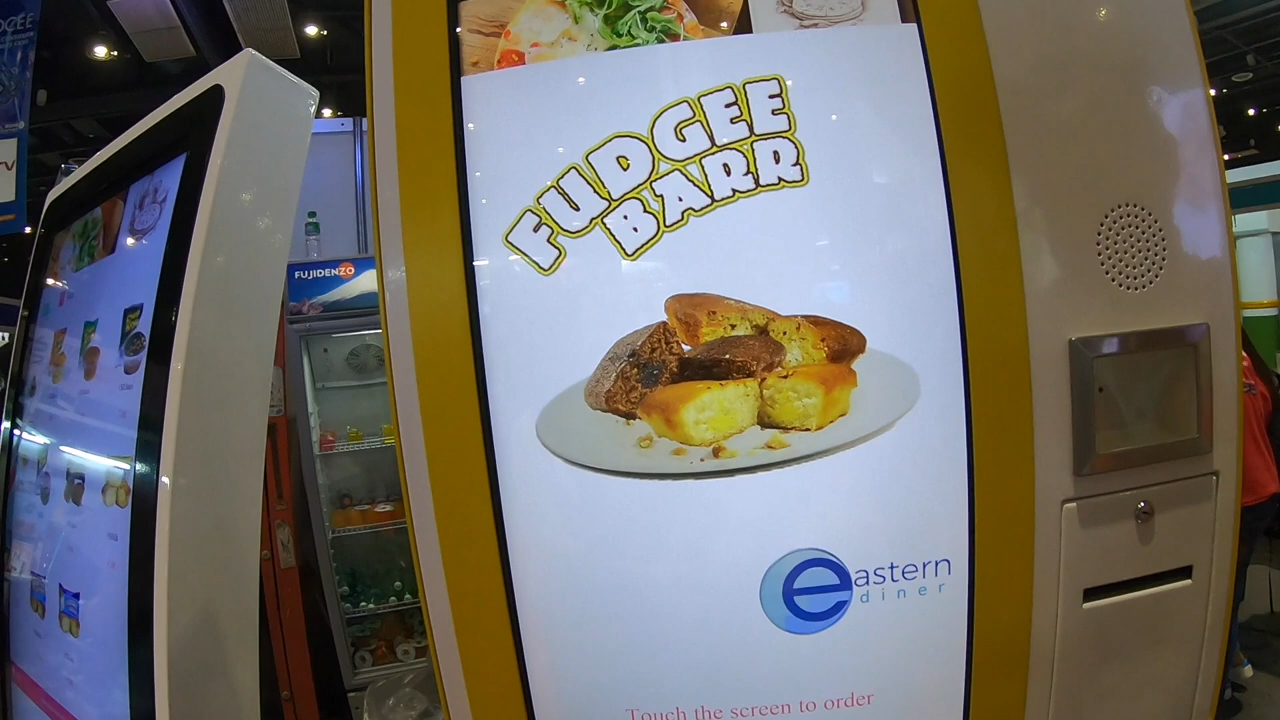 FUDGEE
BARR
FUJIDENZO
eastern
diner
Touch the screen to order